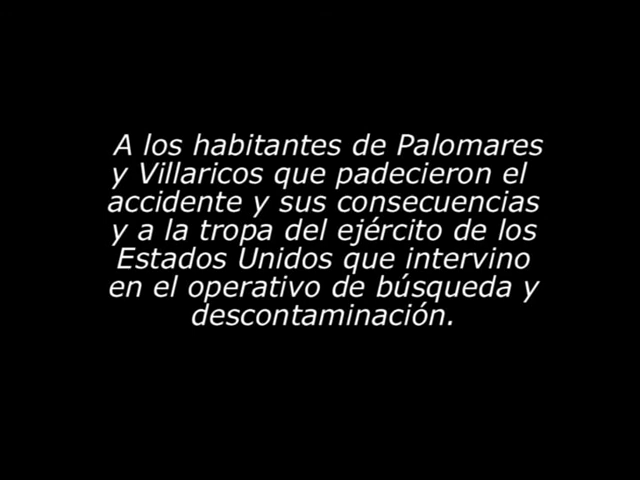 A los habitantes de Palomares
y Villaricos que padecieron el
accidente y sus consecuencias
y a la tropa del ejército de los
Estados Unidos que intervino
en el operativo de búsqueda y
descontaminación.